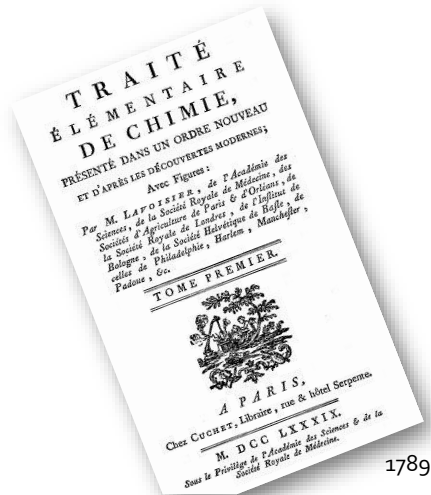 TRAITÉ
ÉLÉMENTAIRE
DE CHIMIE,
PRÉSENTÉ DANS UN ORDRE NOUVEAU
ET D'APRÈS LES DÉCOUVERTES MODERNES;
Avec Figures:
Par M. LAVOISIER, de l'Académie des
Sciences, de la Société Royale de Médecine, des
Sociétés d'Agriculture de Paris & d'Orléans, de
la Société Royale de Londres, de l'Institut de
Bologne, de la Société Helvétique de Basle, de
celles de Philadelphie, Harlem, Manchester,
Padoue, &c.
TOME PREMIER.
A PARIS,
Chez CUCHET, Libraire, rue & hôtel Serpente.
M. DCC LXXXIX.
Sous le Privilège de l'Académie des Sciences & de la
Société Royale de Médecine.
1789